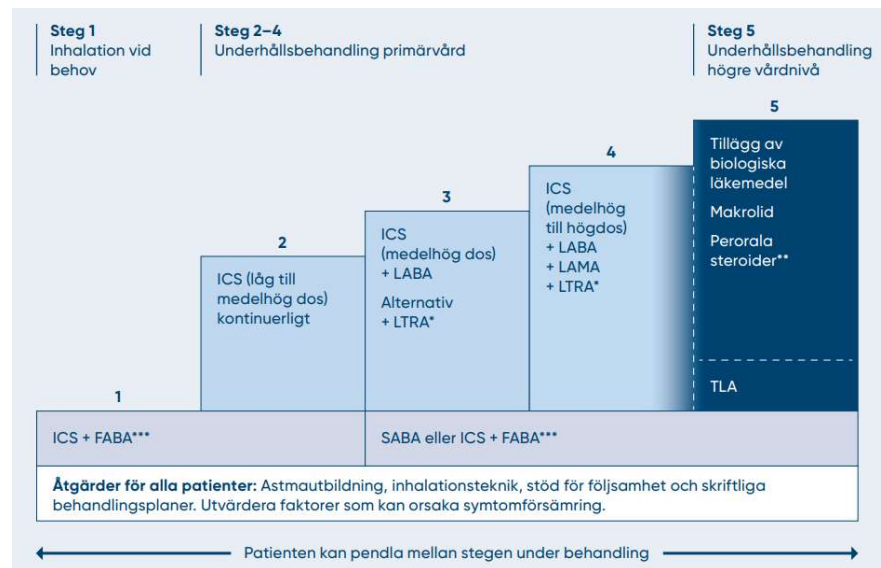 Steg 1
Inhalation vid
behov
Steg 2–4
Underhållsbehandling primärvård
Steg 5
Underhållsbehandling
högre vårdnivå
1
ICS + FABA***
2
ICS (låg till
medelhög dos)
kontinuerligt
3
ICS
(medelhög dos)
+ LABA
Alternativ
+ LTRA*
4
ICS
(medelhög
till högdos)
+ LABA
+ LAMA
+ LTRA*
5
Tillägg av
biologiska
läkemedel
Makrolid
Perorala
steroider**
TLA
SABA eller ICS + FABA***
Åtgärder för alla patienter: Astmautbildning, inhalationsteknik, stöd för följsamhet och skriftliga
behandlingsplaner. Utvärdera faktorer som kan orsaka symtomförsämring.
Patienten kan pendla mellan stegen under behandling